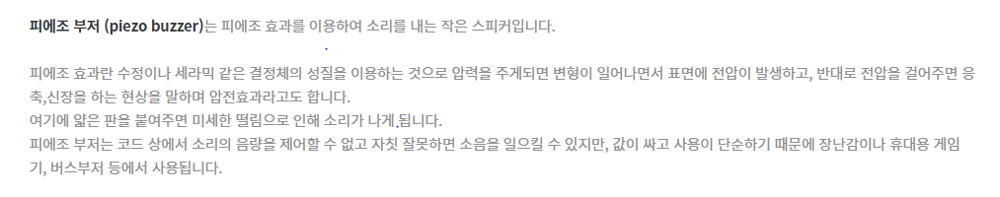 피에조 부저 (piezo buzzer)는 피에조 효과를 이용하여 소리를 내는 작은 스피커입니다.
피에조 효과란 수정이나 세라믹 같은 결정체의 성질을 이용하는 것으로 압력을 주게되면 변형이 일어나면서 표면에 전압이 발생하고, 반대로 전압을 걸어주면 응
축,신장을 하는 현상을 말하며 압전효과라고도 합니다.
여기에 얇은 판을 붙여주면 미세한 떨림으로 인해 소리가 나게 됩니다.
피에조 부저는 코드 상에서 소리의 음량을 제어할 수 없고 자칫 잘못하면 소음을 일으킬 수 있지만, 값이 싸고 사용이 단순하기 때문에 장난감이나 휴대용 게임
기, 버스부저 등에서 사용됩니다.